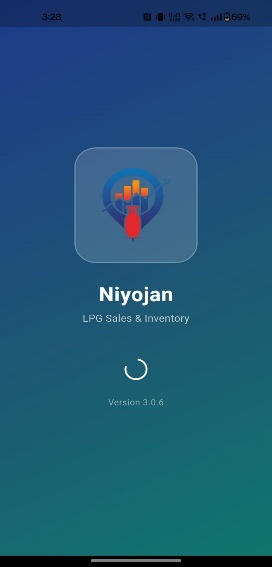 3:28
69%
Niyojan
LPG Sales & Inventory
Version 3.0.6